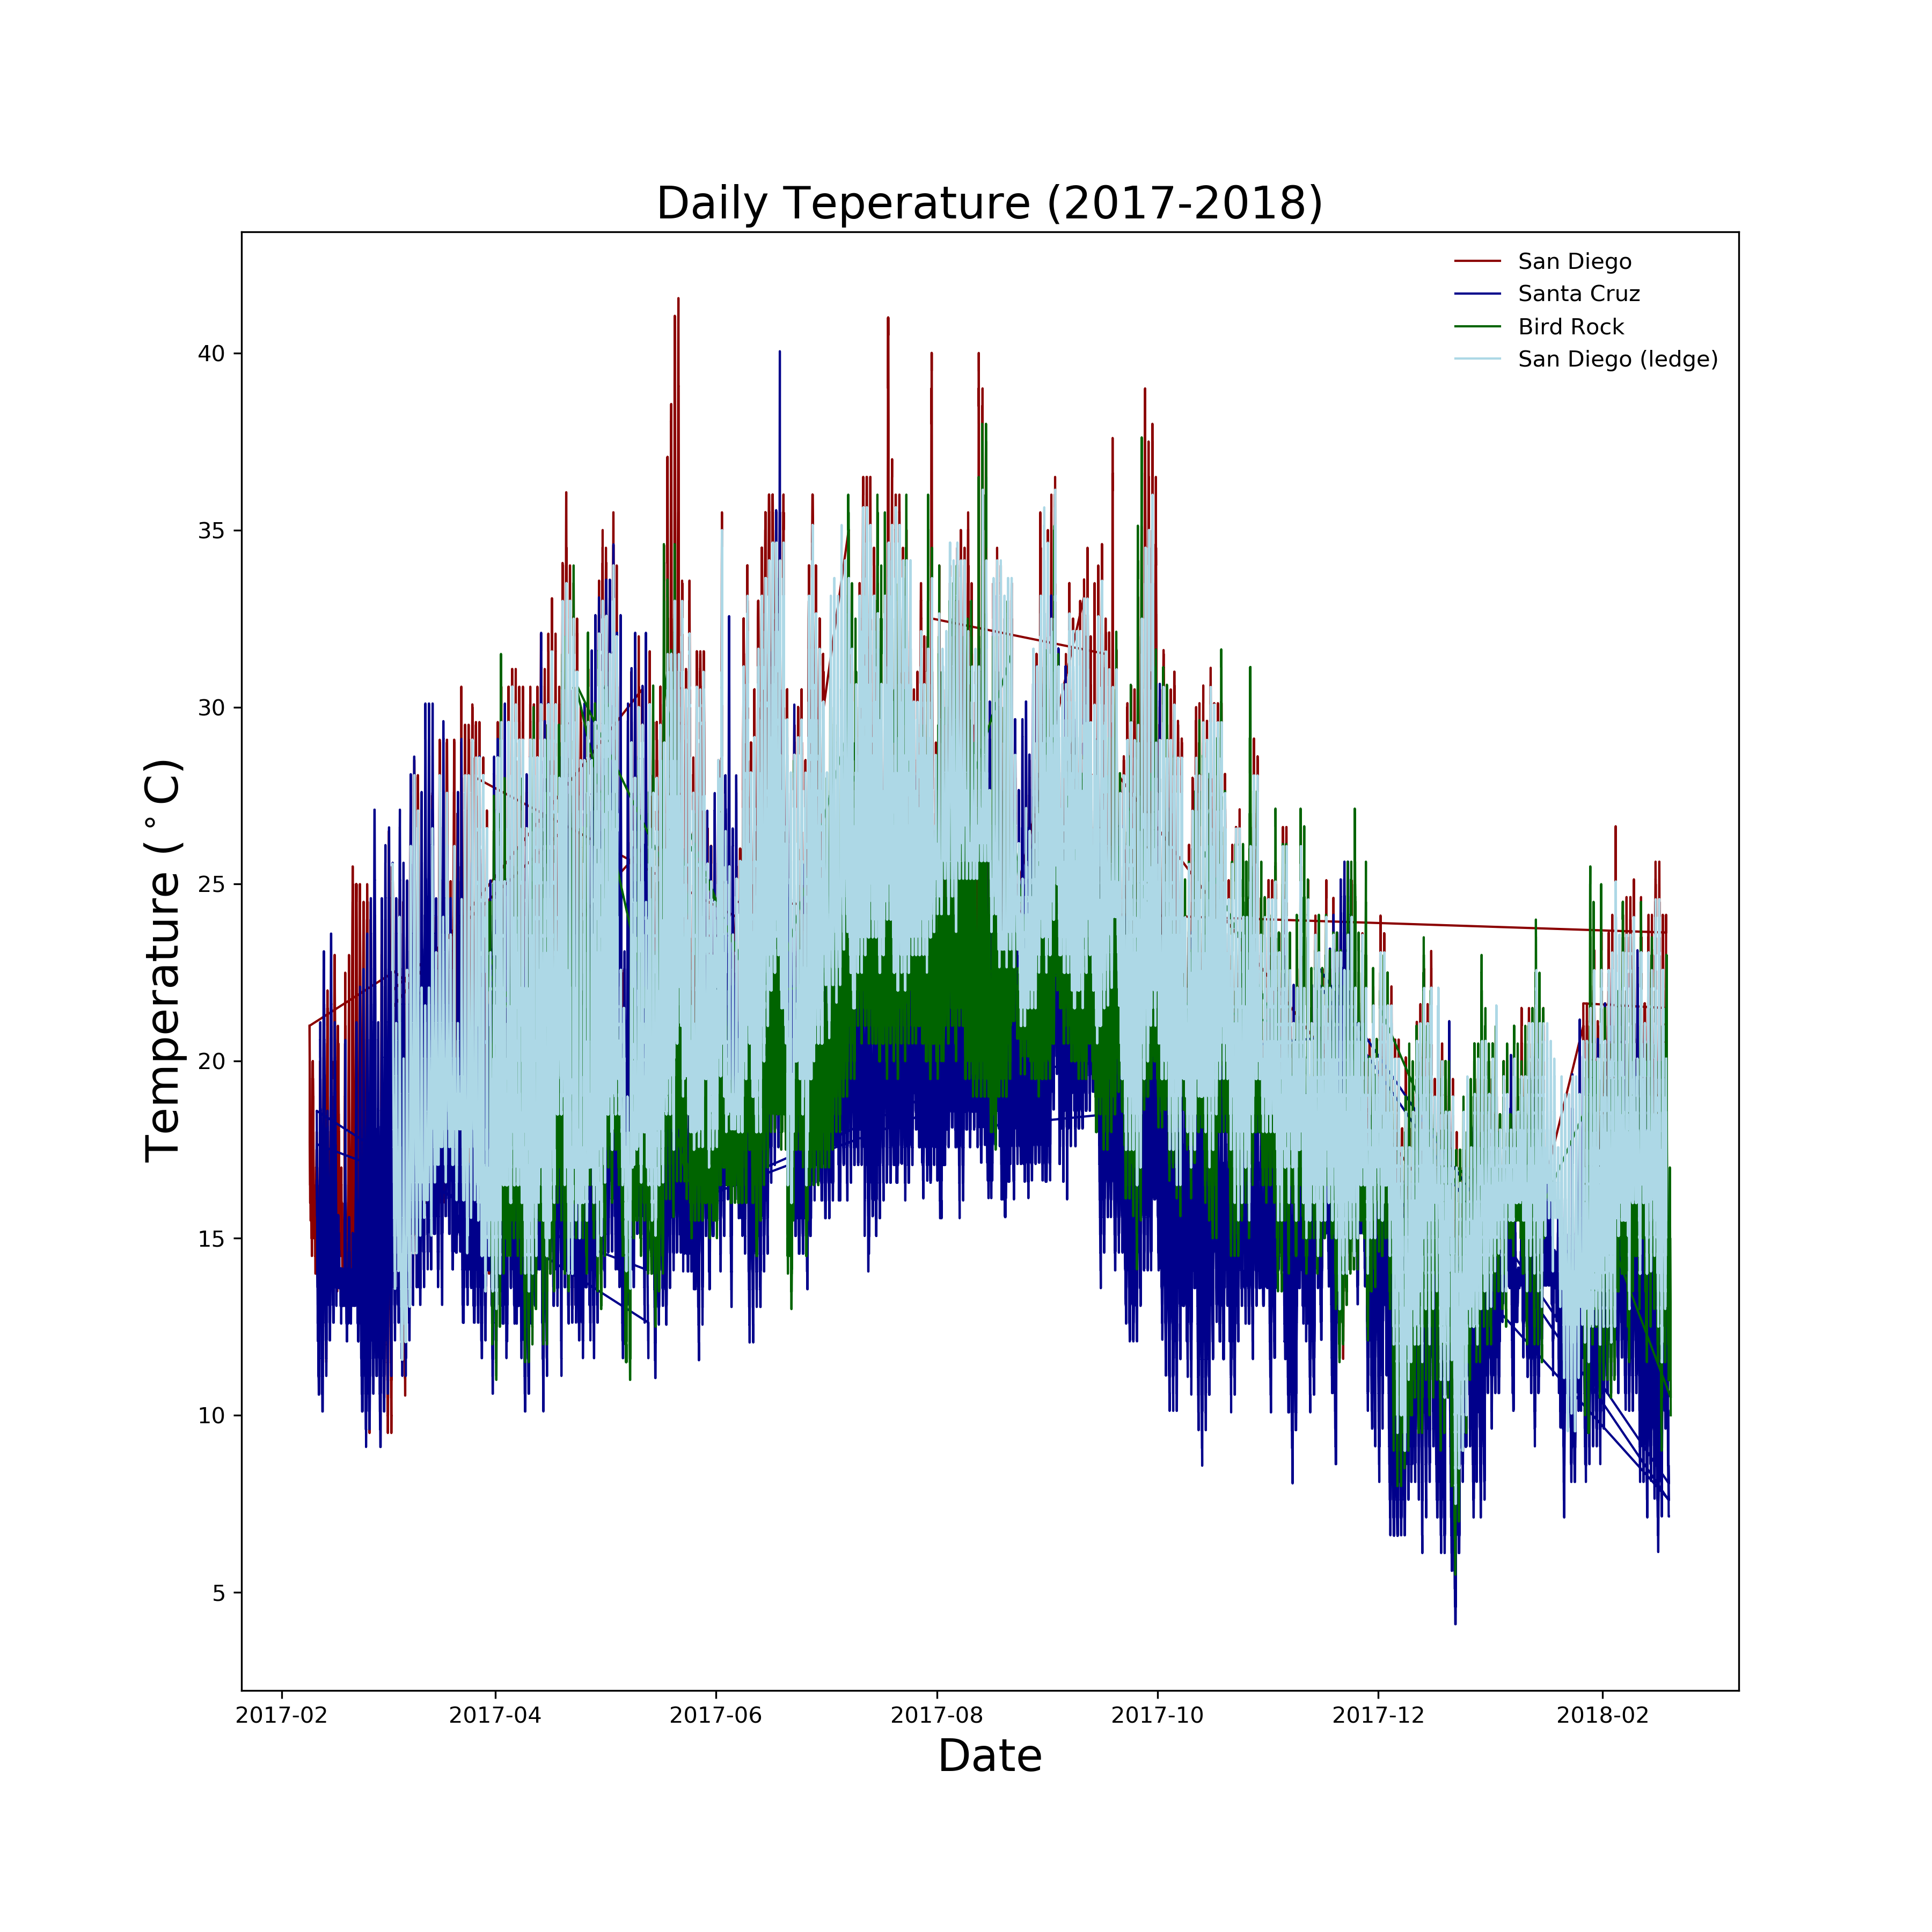 Daily Teperature (2017-2018)
San Diego
Santa Cruz
Bird Rock
San Diego (ledge)
Temperature (°C)
40
35
30
25
20
15
10
5
2017-02 2017-04 2017-06 2017-08 2017-10 2017-12 2018-02
Date